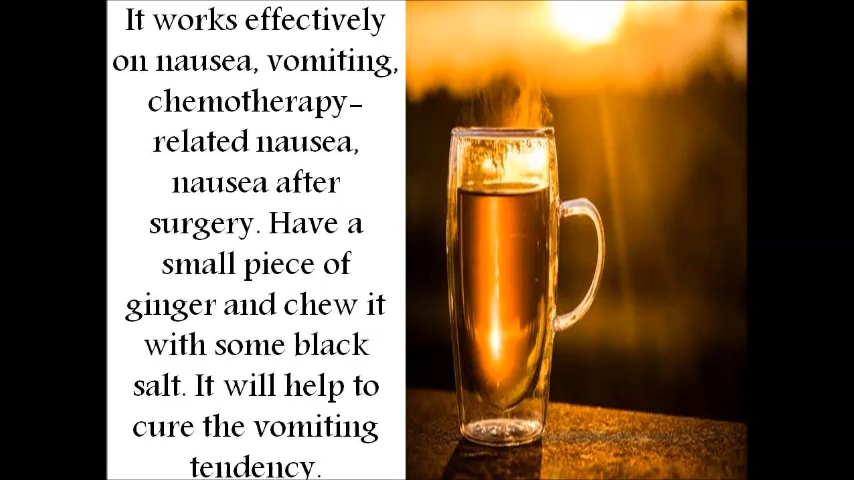 It works effectively
on nausea, vomiting,
chemotherapy-
related nausea,
nausea after
surgery. Have a
small piece of
ginger and chew it
with some black
salt. It will help to
cure the vomiting
tendency.